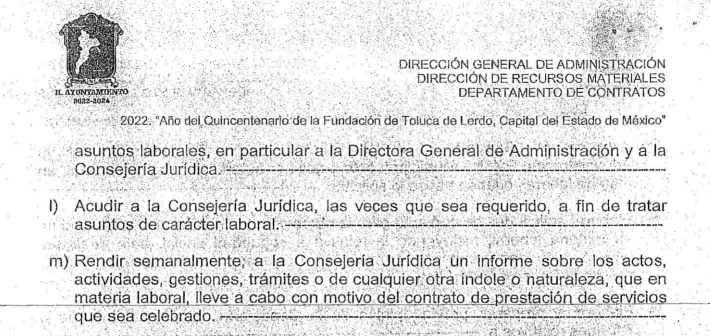 H. AYUNTAMIENTO
2022-2024
DIRECCIÓN GENERAL DE ADMINISTRACIÓN
DIRECCIÓN DE RECURSOS MATERIALES
DEPARTAMENTO DE CONTRATOS
2022. "Año del Quincentenario de la Fundación de Toluca de Lerdo, Capital del Estado de México"
asuntos laborales, en particular a la Directora General de Administración y a la
Consejería Jurídica.
l) Acudir a la Consejería Jurídica, las veces que sea requerido, a fin de tratar
asuntos de carácter laboral.
m) Rendir semanalmente, a la Consejería Jurídica un informe sobre los actos,
actividades, gestiones, trámites o de cualquier otra índole o naturaleza, que en
materia laboral, lleve a cabo con motivo del contrato de prestación de servicios
que sea celebrado.